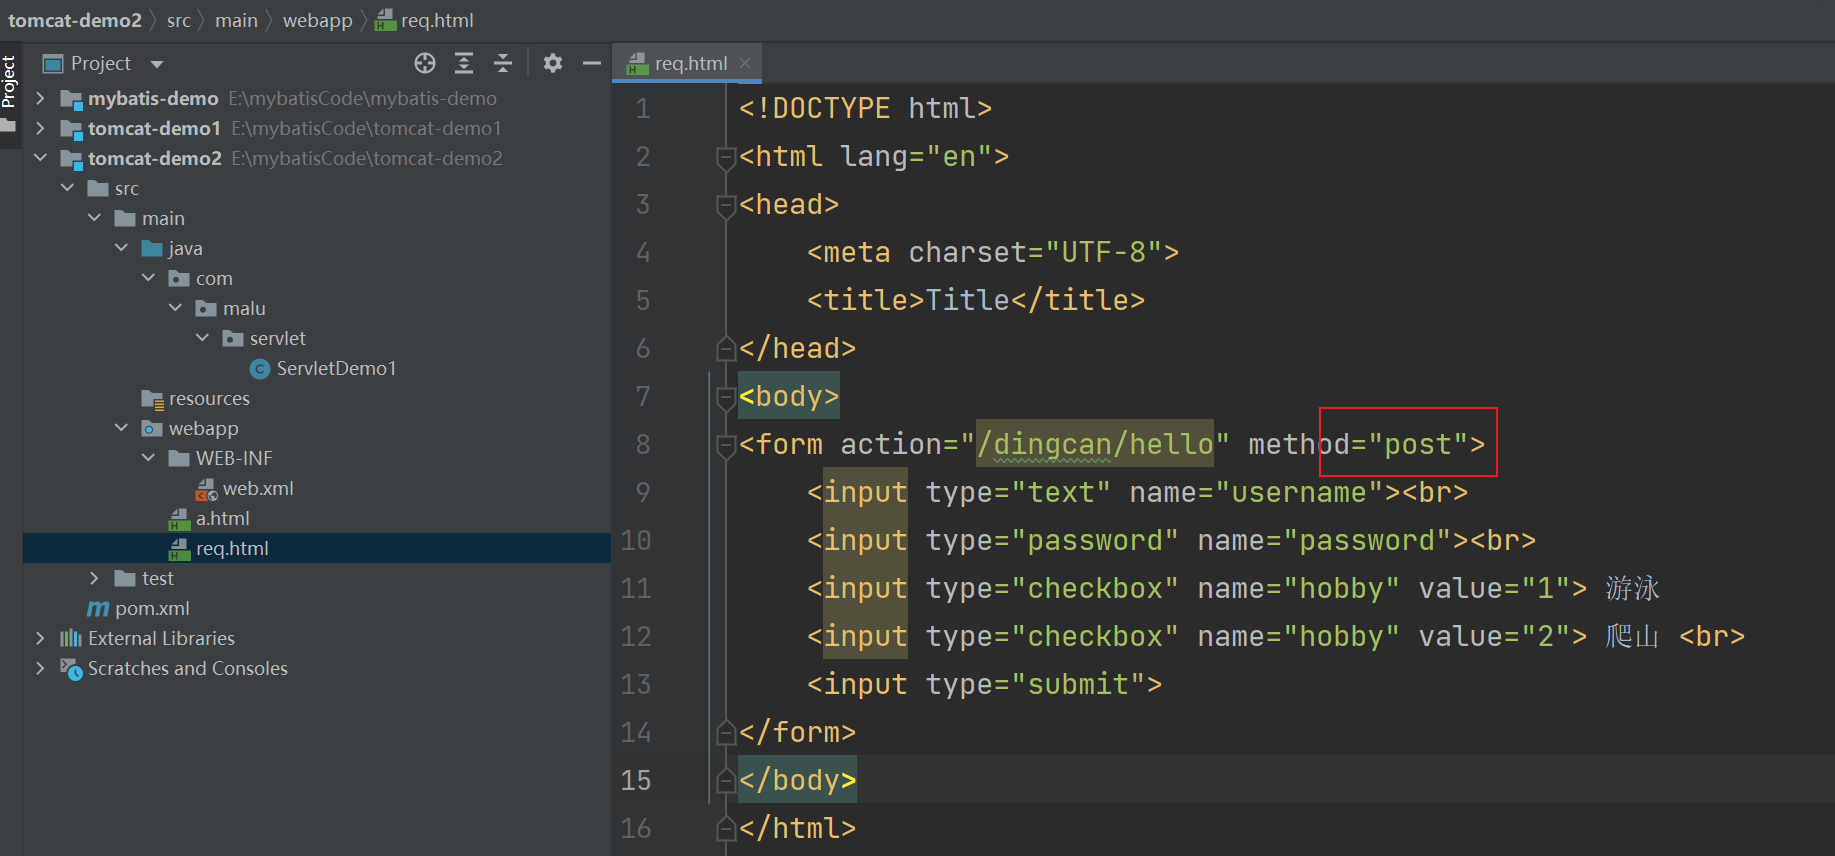 tomcat-demo2 src main webapp req.html
Project
Project
mybatis-demo E:\mybatisCode\mybatis-demo
tomcat-demo1 E:\mybatisCode\tomcat-demo1
tomcat-demo2 E:\mybatisCode\tomcat-demo2
src
main
java
com
malu
servlet
ServletDemo1
resources
webapp
WEB-INF
web.xml
a.html
req.html
test
pom.xml
External Libraries
Scratches and Consoles
req.html
1 <!DOCTYPE html>
2 <html lang="en">
3 <head>
4 <meta charset="UTF-8">
5 <title>Title</title>
6 </head>
7 <body>
8 <form action="/dingcan/hello" method="post">
9 <input type="text" name="username"><br>
10 <input type="password" name="password"><br>
11 <input type="checkbox" name="hobby" value="1"> 游泳
12 <input type="checkbox" name="hobby" value="2"> 爬山 <br>
13 <input type="submit">
14 </form>
15 </body>
16 </html>